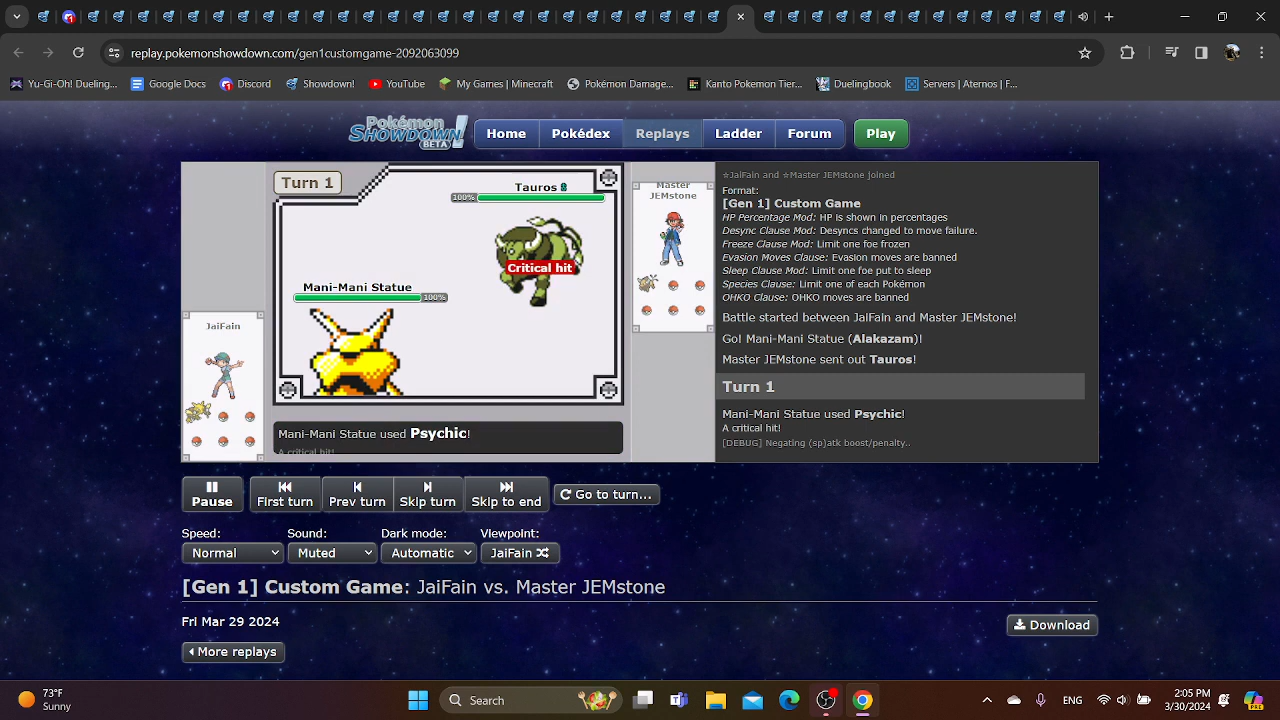 replay.pokemonshowdown.com/gen1customgame-2092063099
Yu-Gi-Oh! Dueling...
Google Docs
Discord
Showdown!
YouTube
My Games | Minecraft
Pokémon Damage...
Kanto Pokemon Tier...
Duelingbook
Servers | Aternos | F...
Pokémon SHOWDOWN! BETA
Home
Pokédex
Replays
Ladder
Forum
Play
Turn 1
Tauros
100%
Critical hit
Mani-Mani Statue
100%
JaiFain
Master
JEMstone
Mani-Mani Statue used Psychic!
A critical hit!
☆JaiFain and ☆Master JEMstone joined
Format:
[Gen 1] Custom Game
HP Percentage Mod: HP is shown in percentages
Desync Clause Mod: Desyncs changed to move failure.
Freeze Clause Mod: Limit one foe frozen
Evasion Moves Clause: Evasion moves are banned
Sleep Clause Mod: Limit one foe put to sleep
Species Clause: Limit one of each Pokémon
OHKO Clause: OHKO moves are banned
Battle started between JaiFain and Master JEMstone!
Go! Mani-Mani Statue (Alakazam)!
Master JEMstone sent out Tauros!
Turn 1
Mani-Mani Statue used Psychic!
A critical hit!
[DEBUG] Negating (sp)atk boost/penalty..
Pause
First turn
Prev turn
Skip turn
Skip to end
Go to turn...
Speed:
Normal
Sound:
Muted
Dark mode:
Automatic
Viewpoint:
JaiFain
[Gen 1] Custom Game: JaiFain vs. Master JEMstone
Fri Mar 29 2024
Download
More replays
73°F
Sunny
Search
ENG
2:05 PM
3/30/2024
PRE